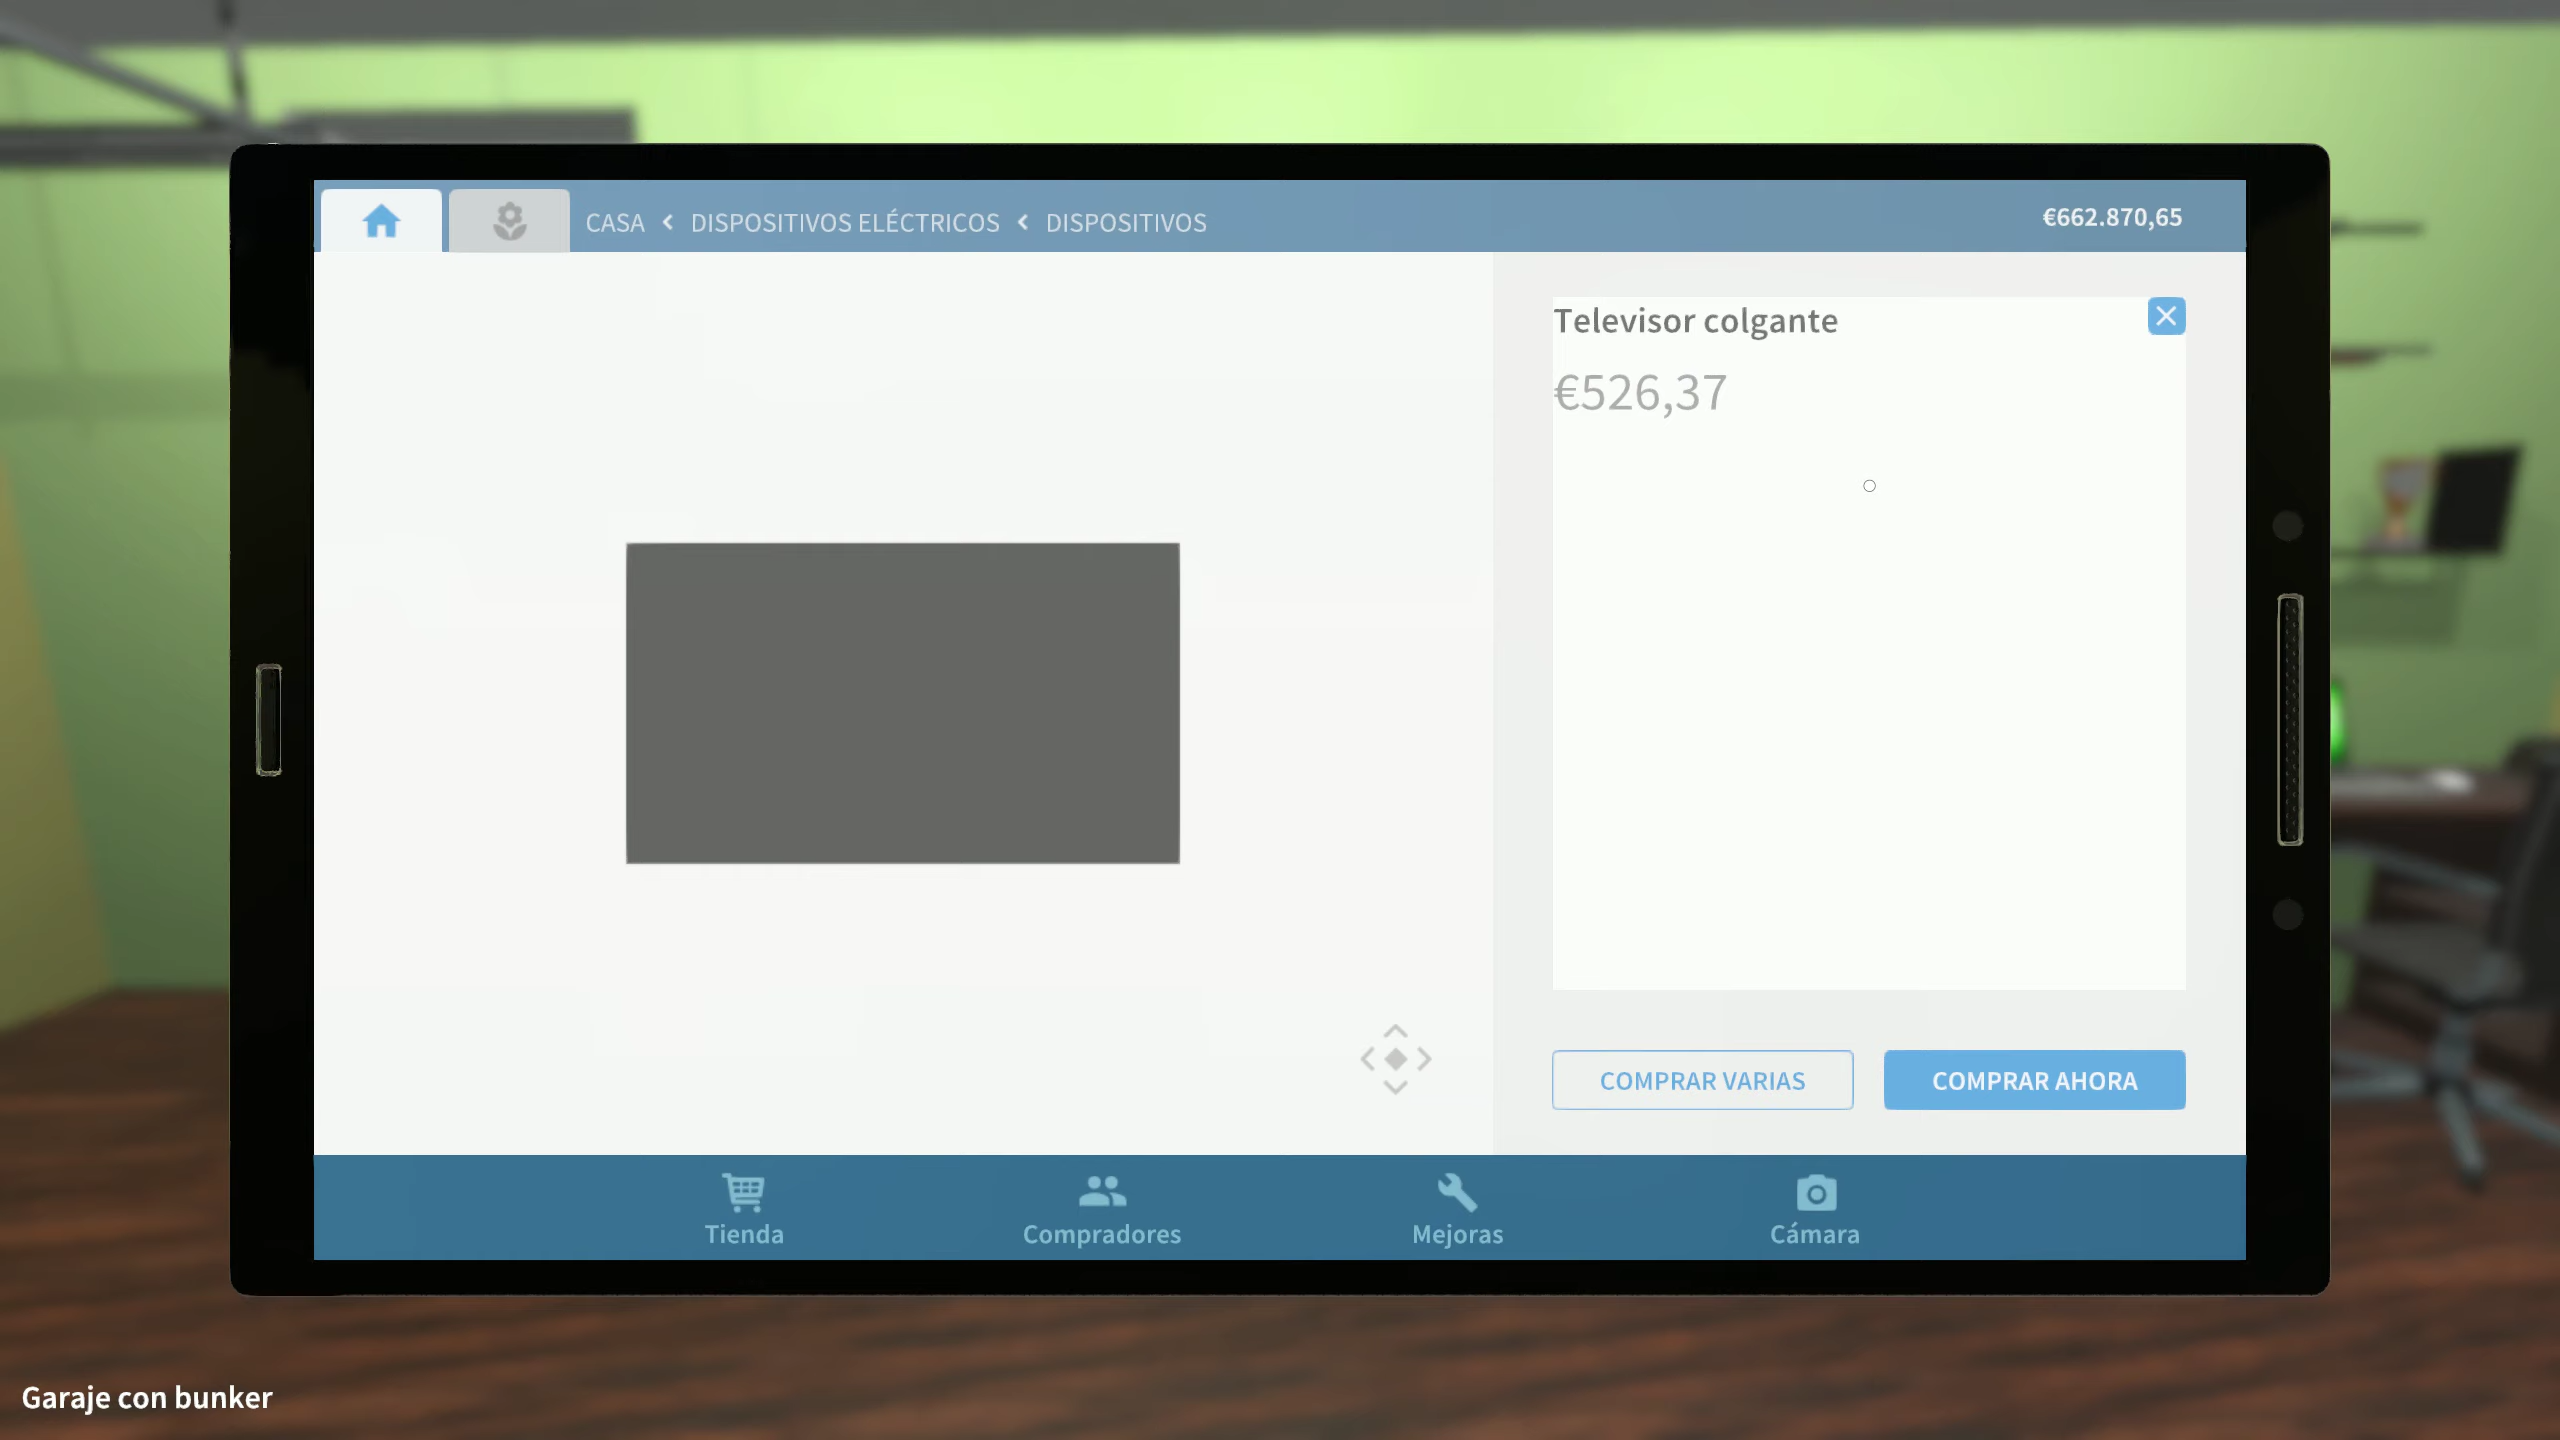 CASA < DISPOSITIVOS ELÉCTRICOS < DISPOSITIVOS
€662.870,65
Televisor colgante
€526,37
COMPRAR VARIAS
COMPRAR AHORA
Tienda
Compradores
Mejoras
Cámara
Garaje con bunker